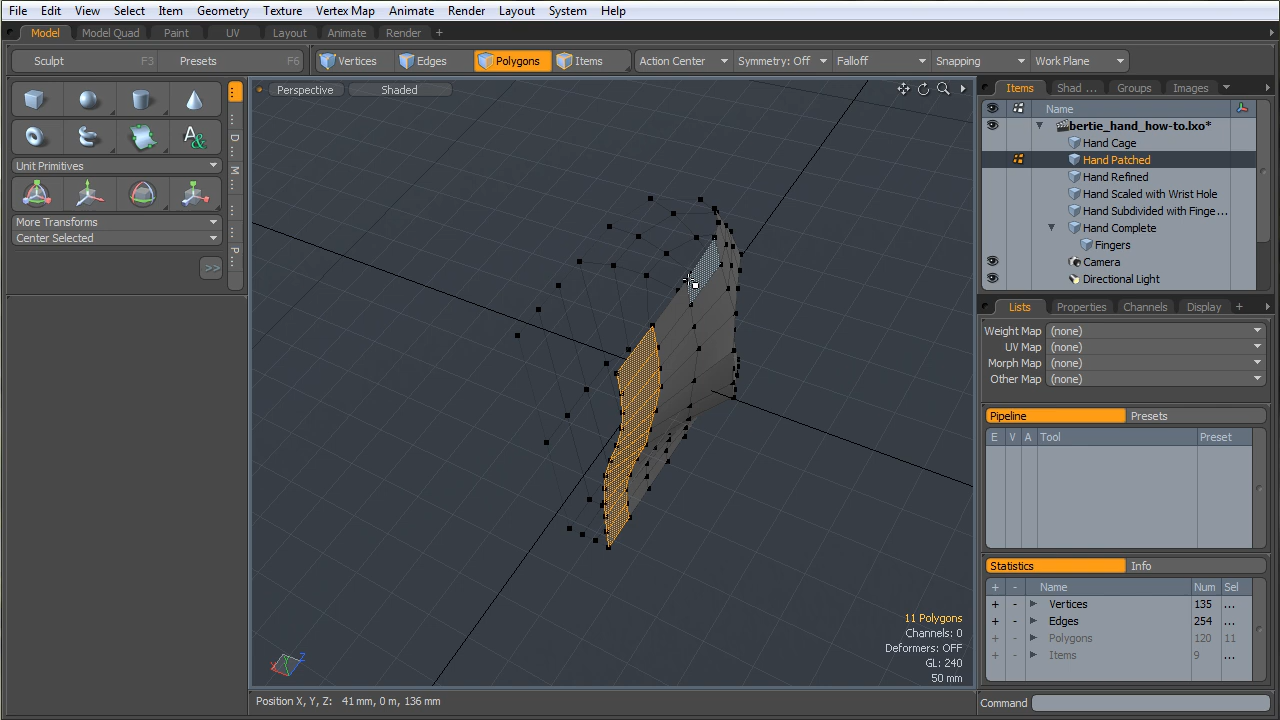 File Edit View Select Item Geometry Texture Vertex Map Animate Render Layout System Help
Model Model Quad Paint UV Layout Animate Render +
Sculpt F3 Presets F6 Vertices Edges Polygons Items Action Center Symmetry: Off Falloff Snapping Work Plane
Perspective Shaded
Items Shad ... Groups Images
Name
bertie_hand_how-to.lxo*
Hand Cage
Hand Patched
Hand Refined
Hand Scaled with Wrist Hole
Hand Subdivided with Finge...
Hand Complete
Fingers
Camera
Directional Light
D
M
P
Unit Primitives
More Transforms
Center Selected
>>
Lists Properties Channels Display +
Weight Map (none)
UV Map (none)
Morph Map (none)
Other Map (none)
Pipeline Presets
E V A Tool Preset
Statistics Info
+ - Name Num Sel
+ - Vertices 135 ...
+ - Edges 254 ...
+ - Polygons 120 11
+ - Items 9 ...
11 Polygons
Channels: 0
Deformers: OFF
GL: 240
50 mm
X Z
Position X, Y, Z: 41 mm, 0 m, 136 mm
Command